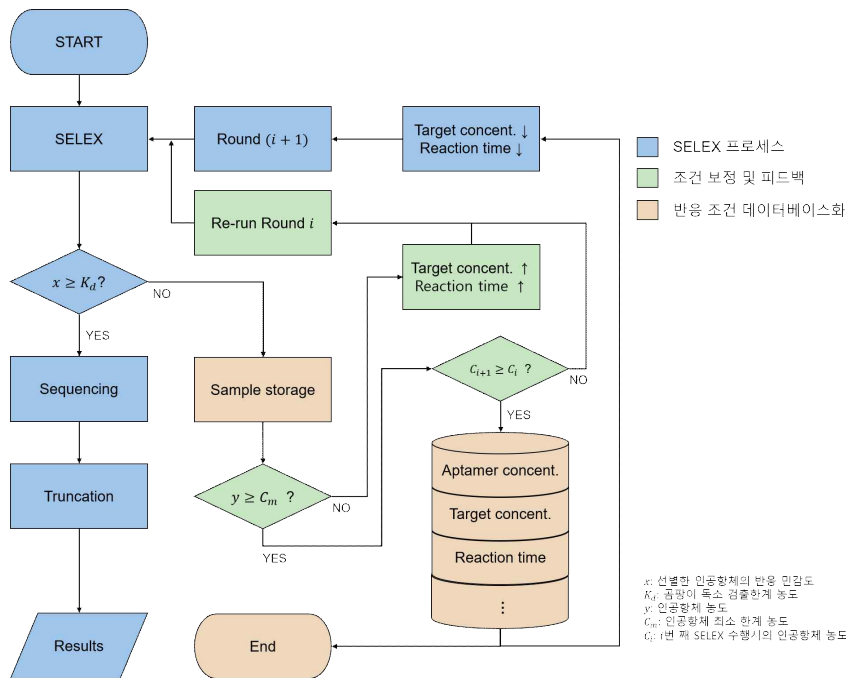 START
SELEX
Round (i + 1)
Target concent. ↓
Reaction time ↓
SELEX 프로세스
조건 보정 및 피드백
반응 조건 데이터베이스화
Re-run Round i
Target concent. ↑
Reaction time ↑
x ≥ K_d?
NO
YES
Sequencing
Sample storage
C_{i+1} ≥ C_i ?
NO
YES
Truncation
y ≥ C_m ?
NO
YES
Aptamer concent.
Target concent.
Reaction time
⋮
Results
End
x: 선별한 인공항체의 반응 민감도
K_d: 곰팡이 독소 검출한계 농도
y: 인공항체 농도
C_m: 인공항체 최소 한계 농도
C_i: i번 째 SELEX 수행시의 인공항체 농도